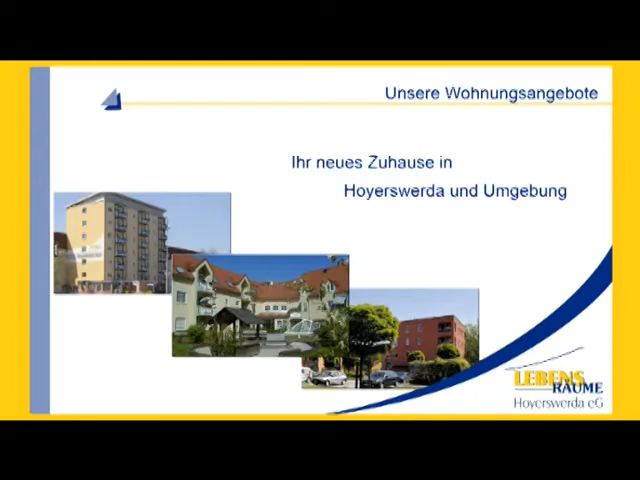 Unsere Wohnungsangebote
Ihr neues Zuhause in
Hoyerswerda und Umgebung
LEBENS
RÄUME
Hoyerswerda eG